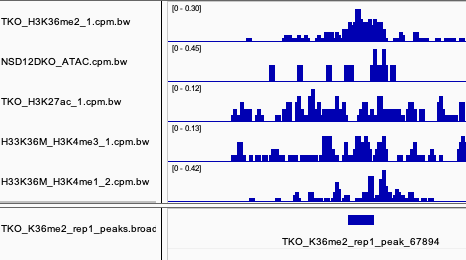 [0 - 0.30]
TKO_H3K36me2_1.cpm.bw
[0 - 0.45]
NSD12DKO_ATAC.cpm.bw
[0 - 0.12]
TKO_H3K27ac_1.cpm.bw
[0 - 0.13]
H33K36M_H3K4me3_1.cpm.bw
[0 - 0.42]
H33K36M_H3K4me1_2.cpm.bw
TKO_K36me2_rep1_peaks.broac
TKO_K36me2_rep1_peak_67894